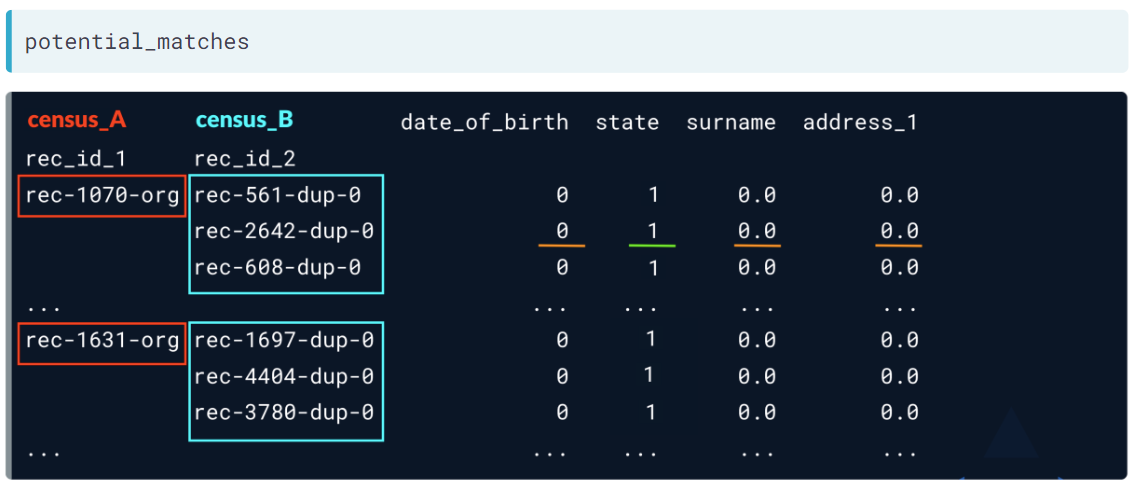 potential_matches
census_A census_B date_of_birth state surname address_1
rec_id_1 rec_id_2
rec-1070-org rec-561-dup-0 0 1 0.0 0.0
rec-2642-dup-0 0 1 0.0 0.0
rec-608-dup-0 0 1 0.0 0.0
... ... ... ... ...
rec-1631-org rec-1697-dup-0 0 1 0.0 0.0
rec-4404-dup-0 0 1 0.0 0.0
rec-3780-dup-0 0 1 0.0 0.0
... ... ... ... ...